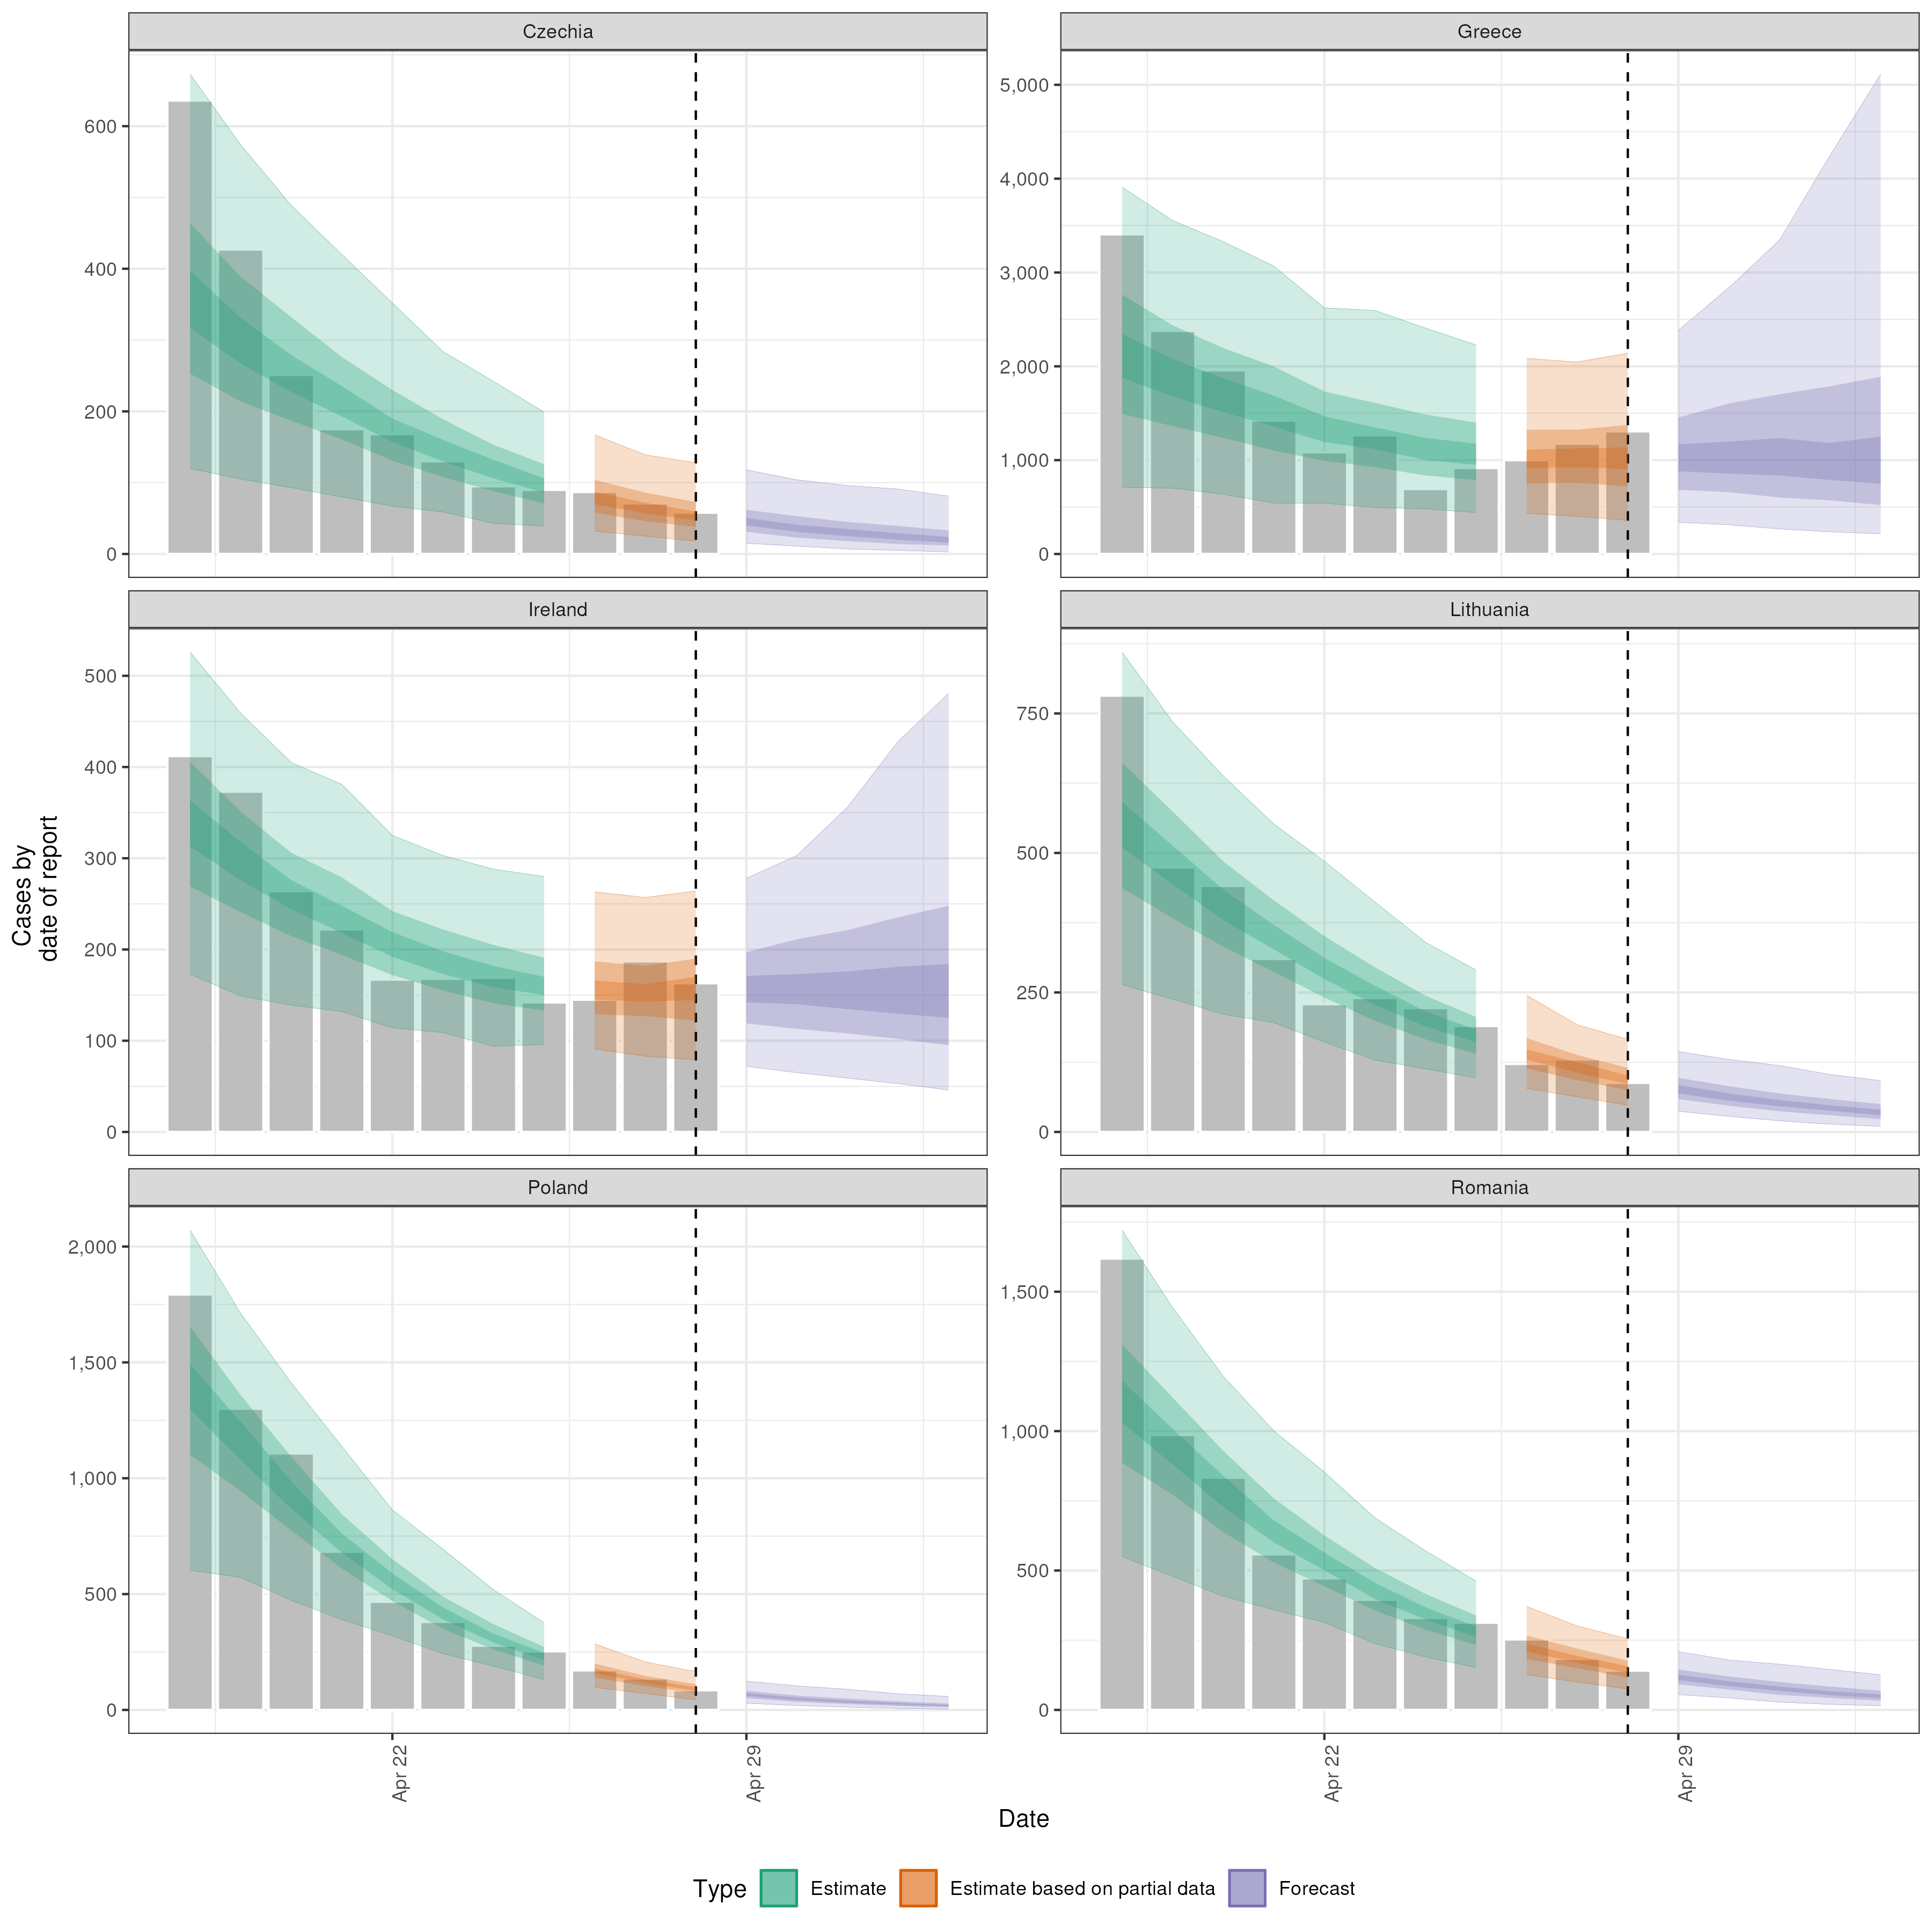 Czechia
Greece
600
400
200
0
5,000
4,000
3,000
2,000
1,000
0
Ireland
Lithuania
500
400
300
200
100
0
750
500
250
0
Poland
Romania
2,000
1,500
1,000
500
0
1,500
1,000
500
0
Cases by
date of report
Apr 22
Apr 29
Apr 22
Apr 29
Date
Type Estimate Estimate based on partial data Forecast